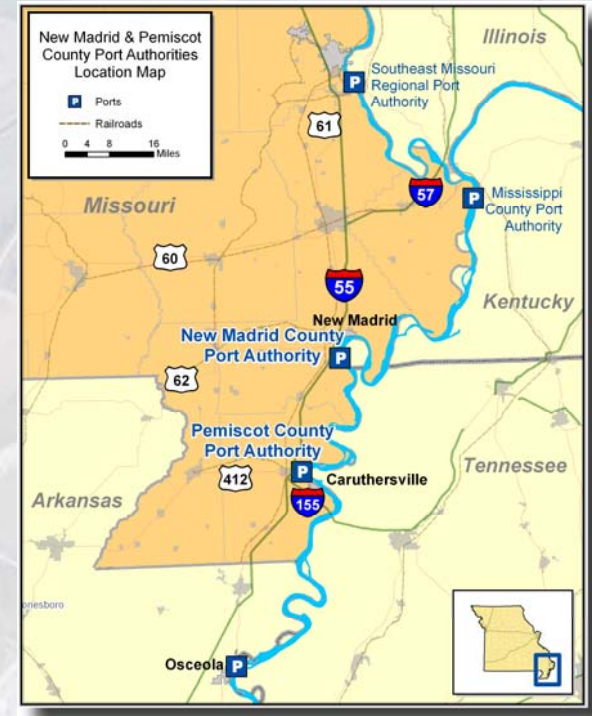 New Madrid & Pemiscot
County Port Authorities
Location Map
P Ports
Railroads
0 4 8 16
Miles
Illinois
P
Southeast Missouri
Regional Port
Authority
61
57
P
Mississippi
County Port
Authority
Missouri
60
55
Kentucky
New Madrid
New Madrid County
Port Authority
P
62
Pemiscot County
Port Authority
P
Caruthersville
Tennessee
412
155
Arkansas
onesboro
Osceola
P